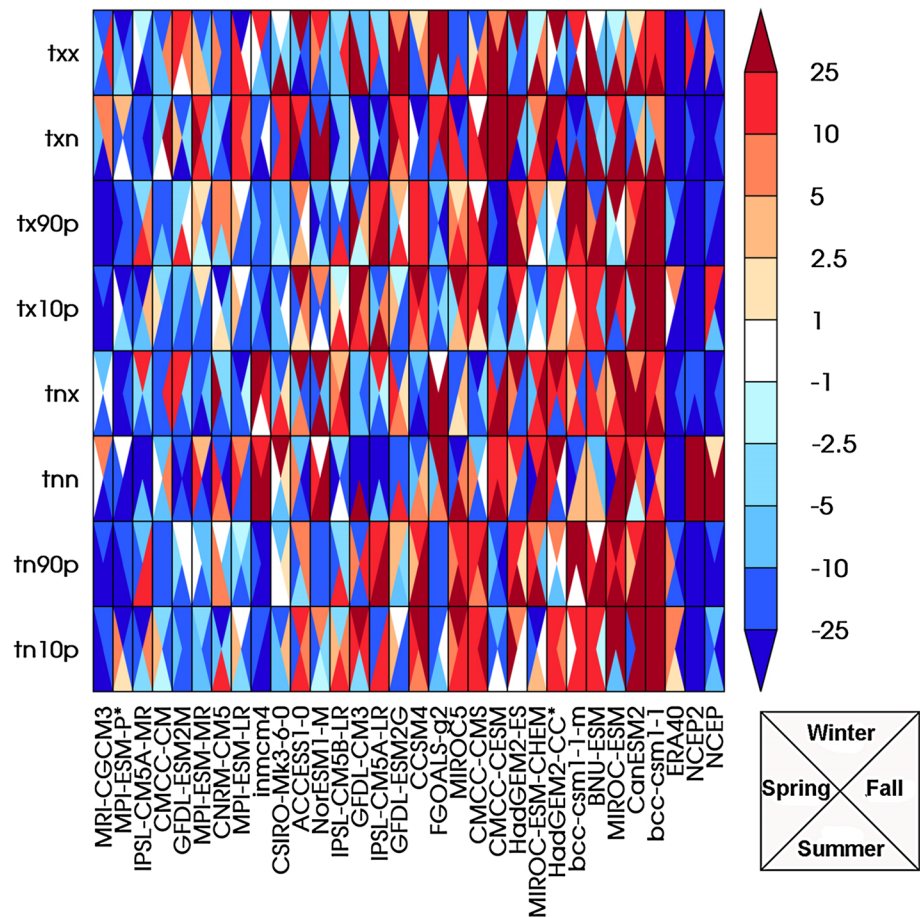 txx
txn
tx90p
tx10p
tnx
tnn
tn90p
tn10p
25
10
5
2.5
1
-1
-2.5
-5
-10
-25
MRI-CGCM3
MPI-ESM-P*
IPSL-CM5A-MR
CMCC-CM
GFDL-ESM2M
MPI-ESM-MR
CNRM-CM5
MPI-ESM-LR
inmcm4
CSIRO-Mk3-6-0
ACCESS1-0
NorESM1-M
IPSL-CM5B-LR
GFDL-CM3
IPSL-CM5A-LR
GFDL-ESM2G
CCSM4
FGOALS-g2
MIROC5
CMCC-CMS
CMCC-CESM
HadGEM2-ES
MIROC-ESM-CHEM
HadGEM2-CC*
bcc-csm1-1-m
BNU-ESM
MIROC-ESM
CanESM2
bcc-csm1-1
ERA40
NCEP2
NCEP
Winter
Spring Fall
Summer